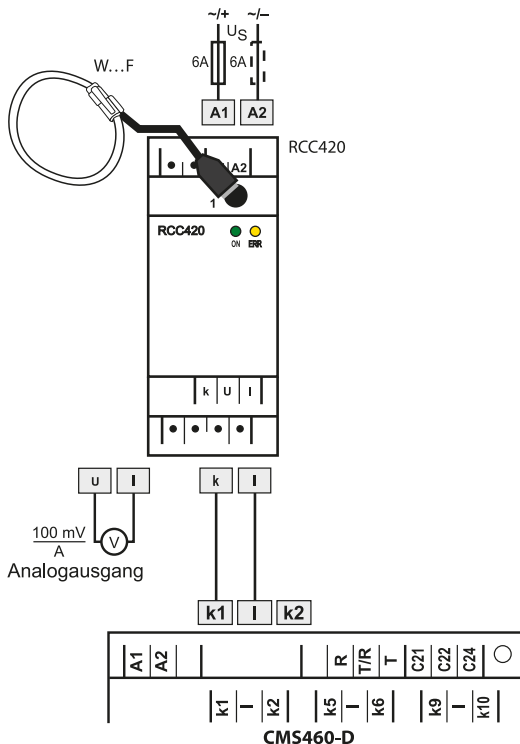 ~/+ ~/–
U S
6A 6A
W...F
A1 A2
RCC420
A2
1
RCC420
ON ERR
k U l
U l k l
100 mV
A
V
Analogausgang
k1 l k2
A1 A2 R T/R T C21 C22 C24
k1 l k2 k5 l k6 k9 l k10
CMS460-D